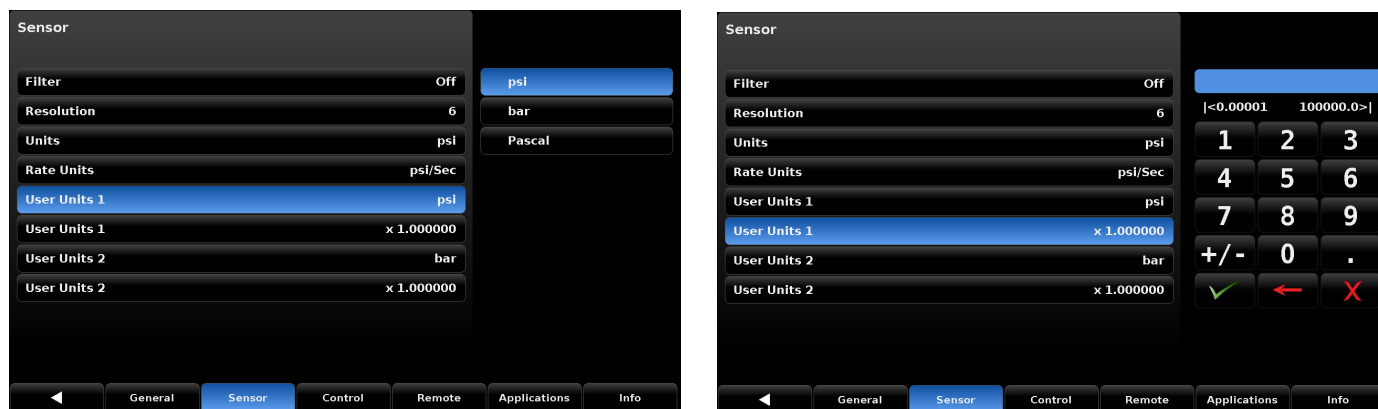 Sensor
Filter Off
Resolution 6
Units psi
Rate Units psi/Sec
User Units 1 psi
User Units 1 x 1.000000
User Units 2 bar
User Units 2 x 1.000000
psi
bar
Pascal
General Sensor Control Remote Applications Info
Sensor
Filter Off
Resolution 6
Units psi
Rate Units psi/Sec
User Units 1 psi
User Units 1 x 1.000000
User Units 2 bar
User Units 2 x 1.000000
|<0.00001 100000.0>|
1 2 3
4 5 6
7 8 9
+/- 0 .
X
General Sensor Control Remote Applications Info